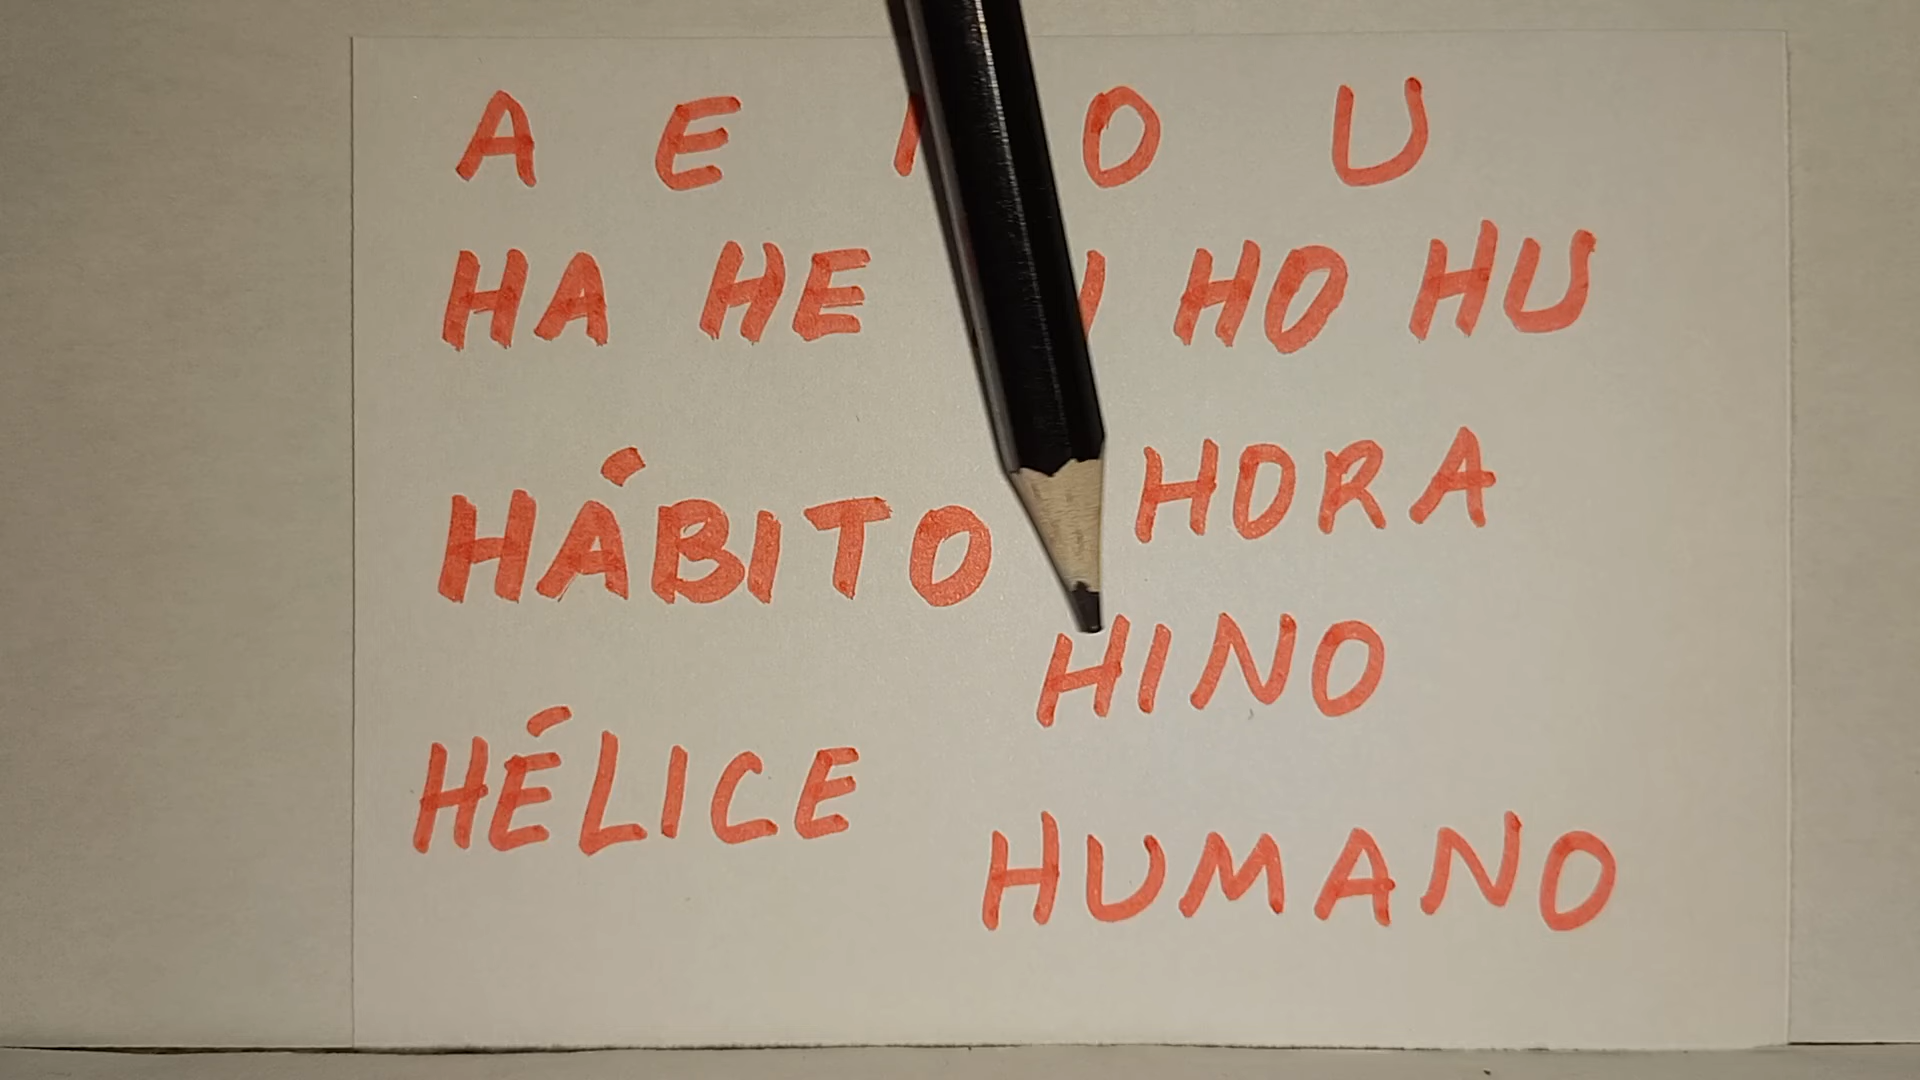 A E I O U
HA HE HO HU
HÁBITO HORA
HINO
HÉLICE
HUMANO